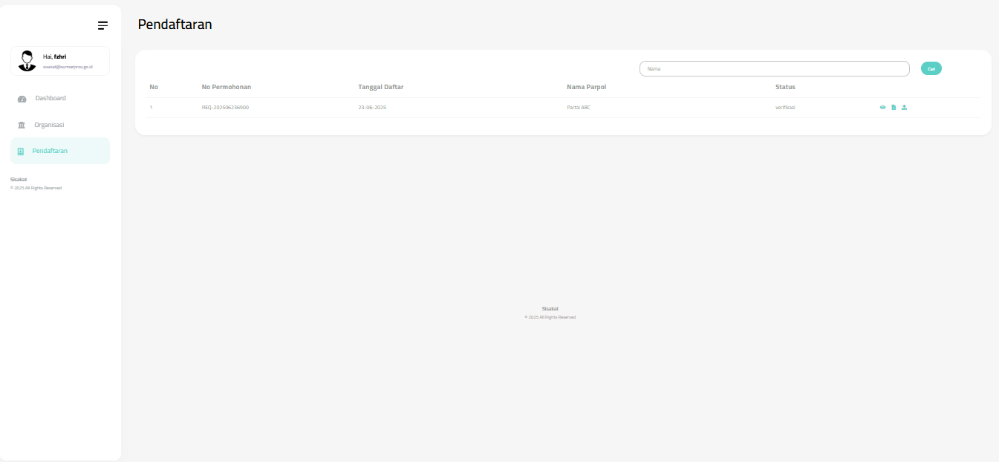 Pendaftaran
Hai, fzhri
sisakat@sumselprov.go.id
Dashboard
Organisasi
Pendaftaran
Sisakat
© 2025 All Rights Reserved
Nama
Cari
No No Permohonan Tanggal Daftar Nama Parpol Status
1 REQ-202506236900 23-06-2025 Partai ABC verifikasi
Sisakat
© 2025 All Rights Reserved